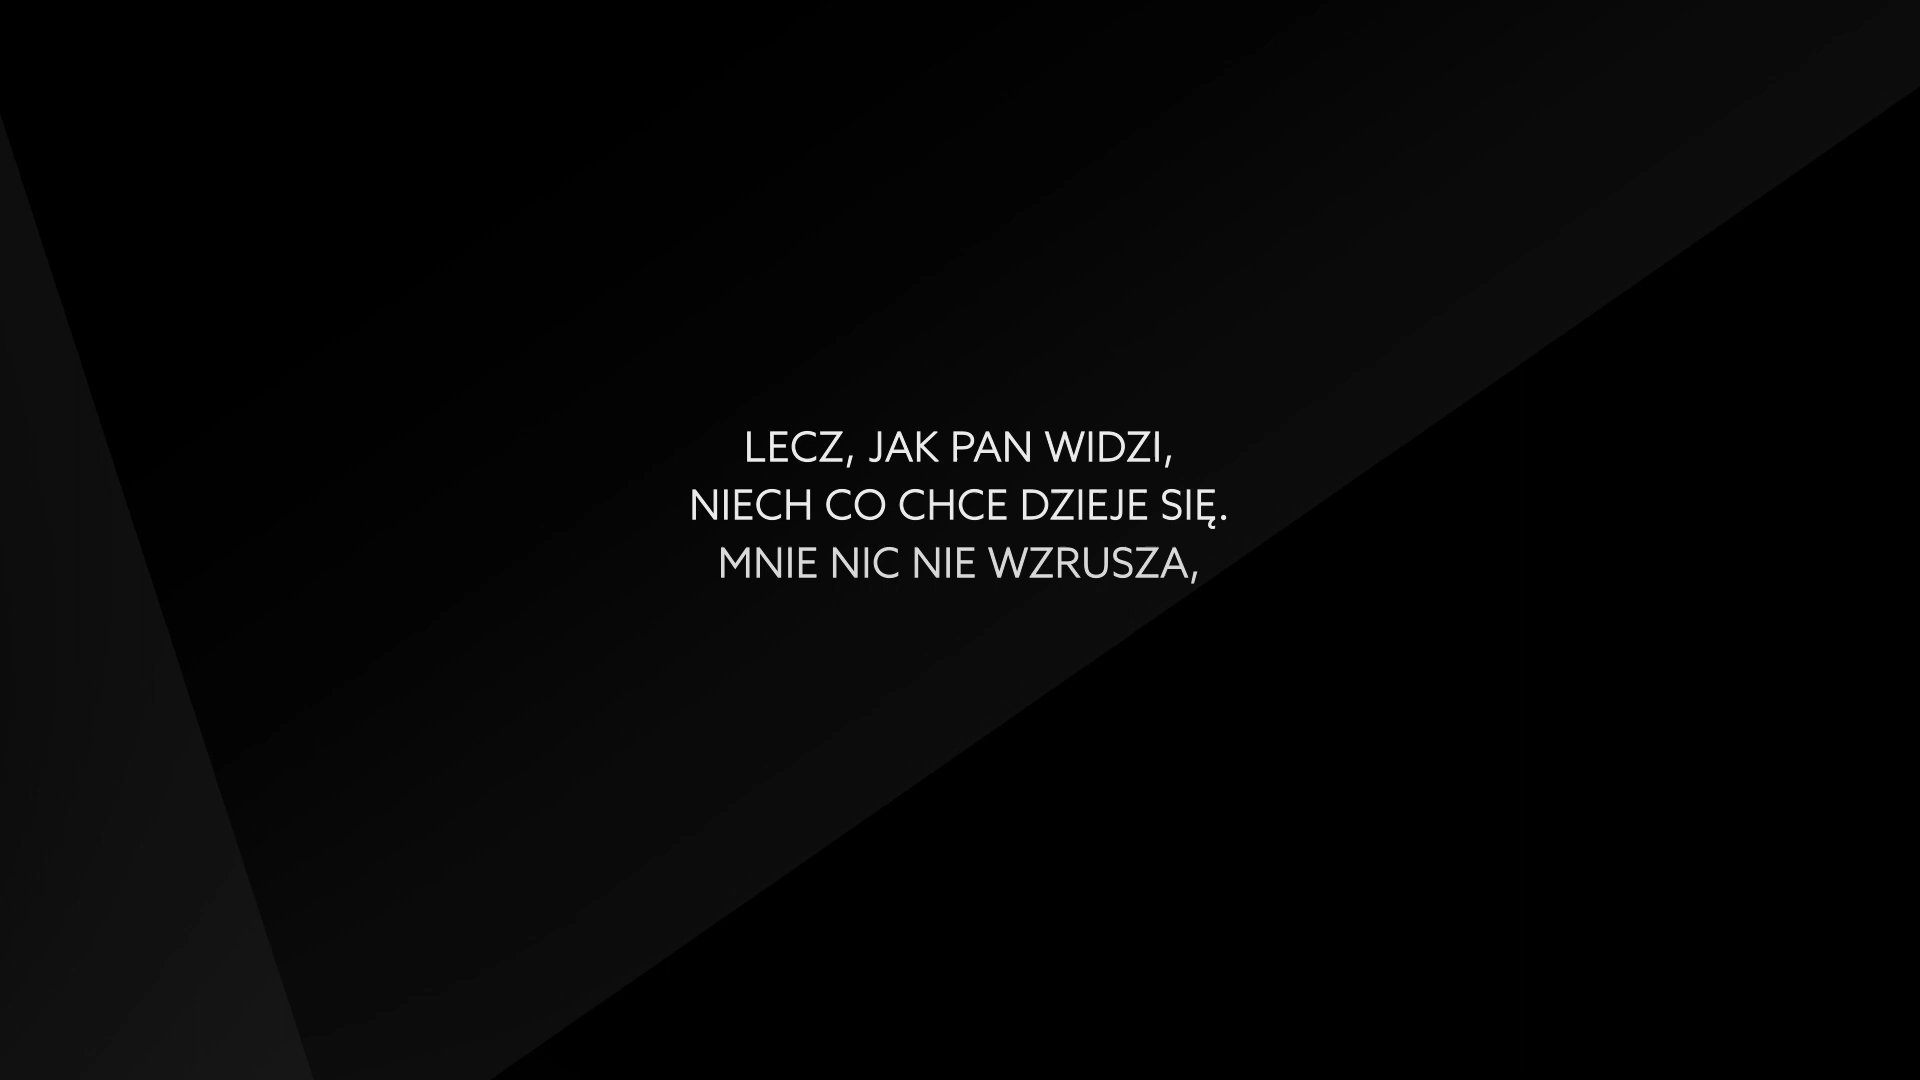 LECZ, JAK PAN WIDZI,
NIECH CO CHCE DZIEJE SIĘ.
MNIE NIC NIE WZRUSZA,